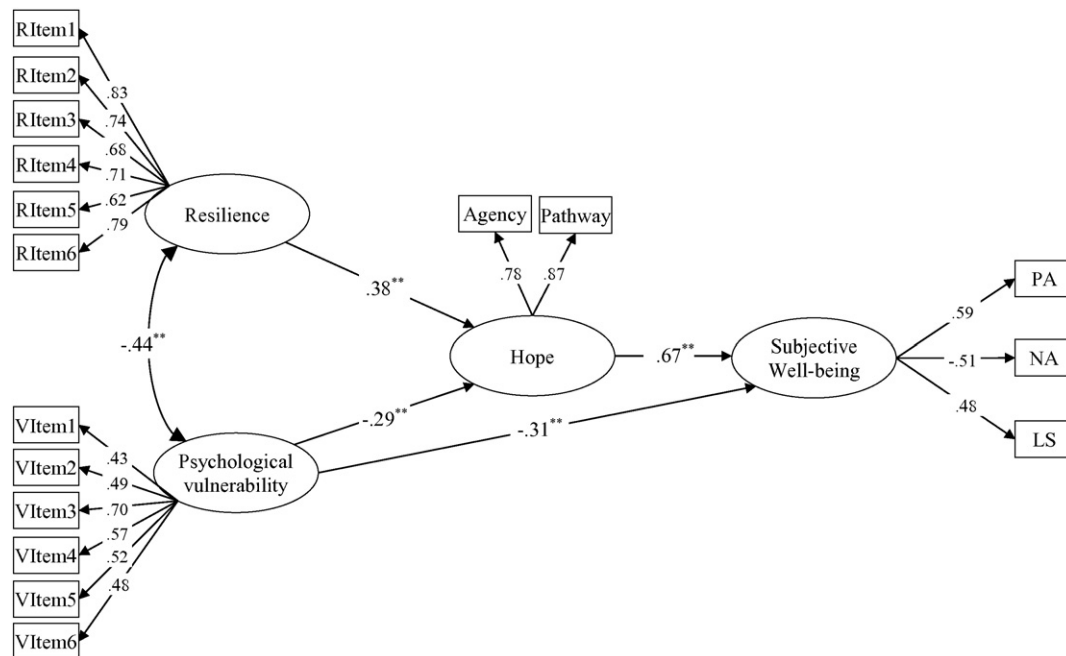 RItem1
RItem2
RItem3
RItem4
RItem5
RItem6
.83
.74
.68
.71
.62
.79
Resilience
Agency
Pathway
.78
.87
.38**
-.44**
Hope
.67**
Subjective
Well-being
.59
-.51
.48
PA
NA
LS
-.29**
-.31**
VItem1
VItem2
VItem3
VItem4
VItem5
VItem6
.43
.49
.70
.57
.52
.48
Psychological
vulnerability